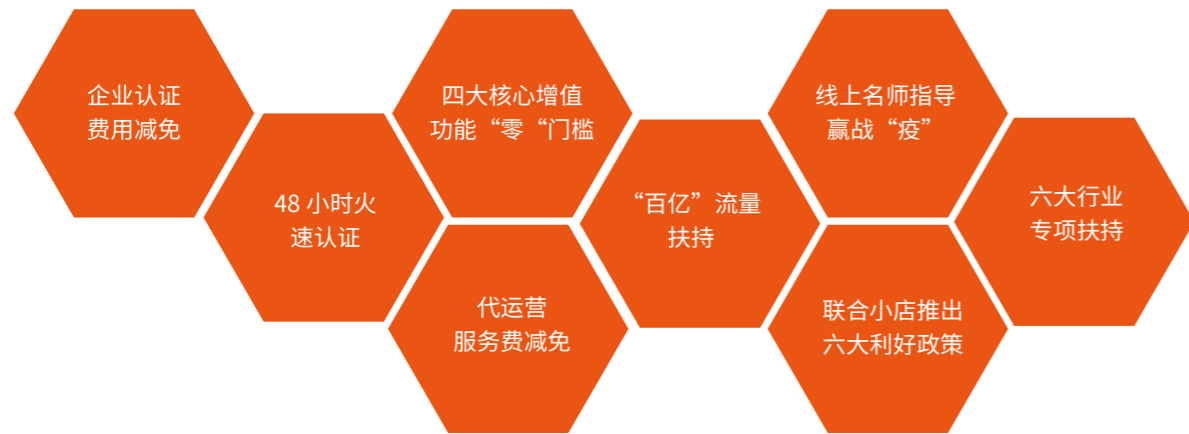 企业认证
费用减免
48 小时火
速认证
四大核心增值
功能“零“门槛
代运营
服务费减免
“百亿”流量
扶持
线上名师指导
赢战“疫”
联合小店推出
六大利好政策
六大行业
专项扶持